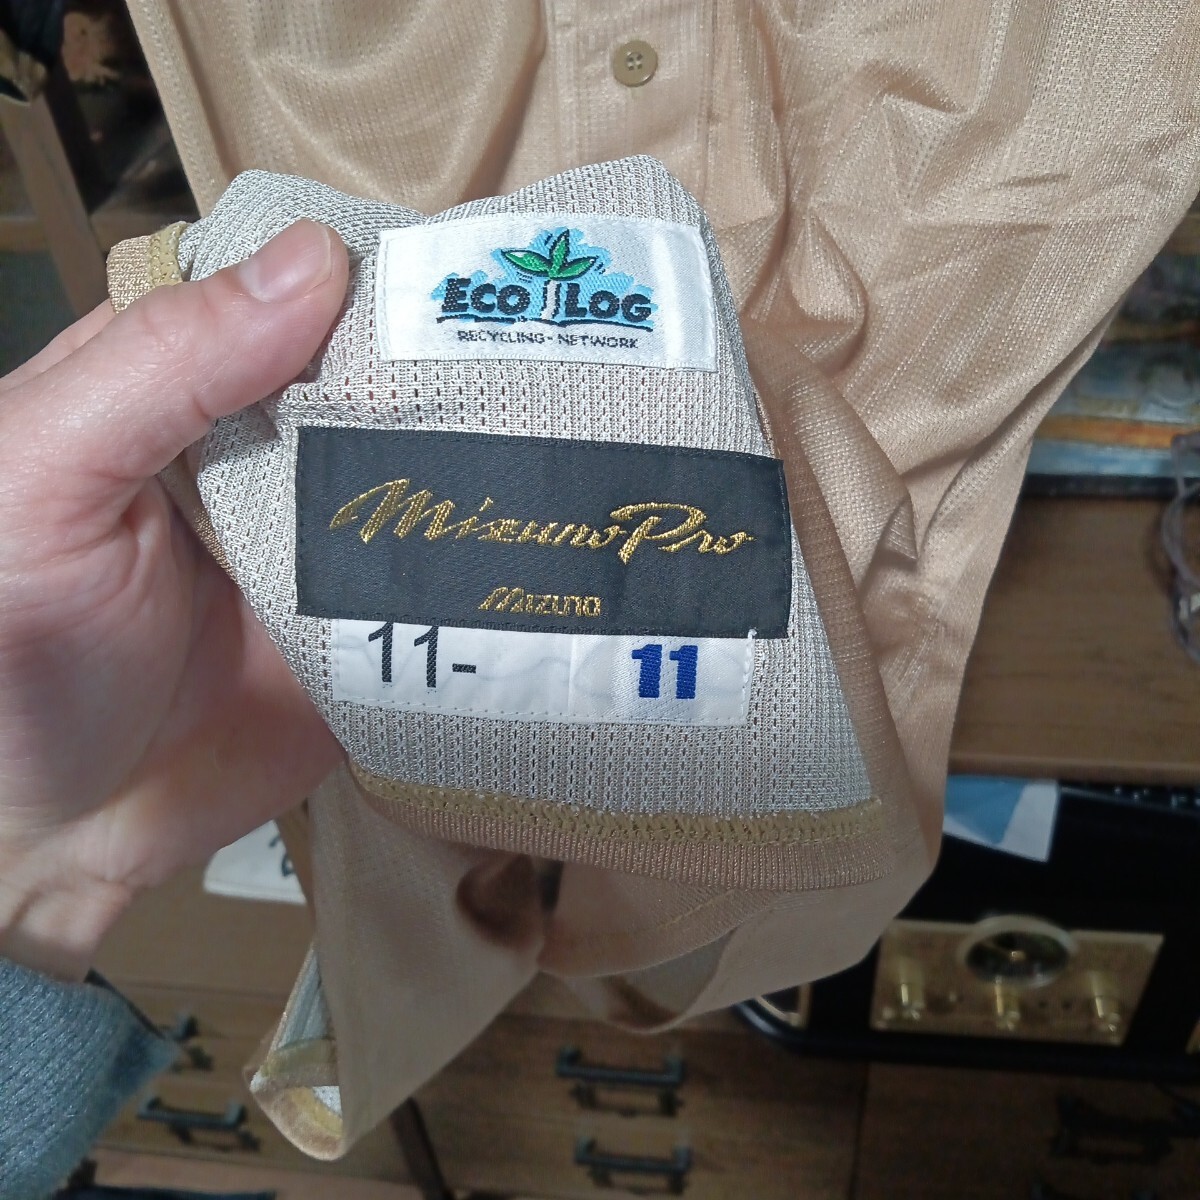 ECO LOG
RECYCLING-NETWORK
Mizuno Pro
mizuno
11- 11